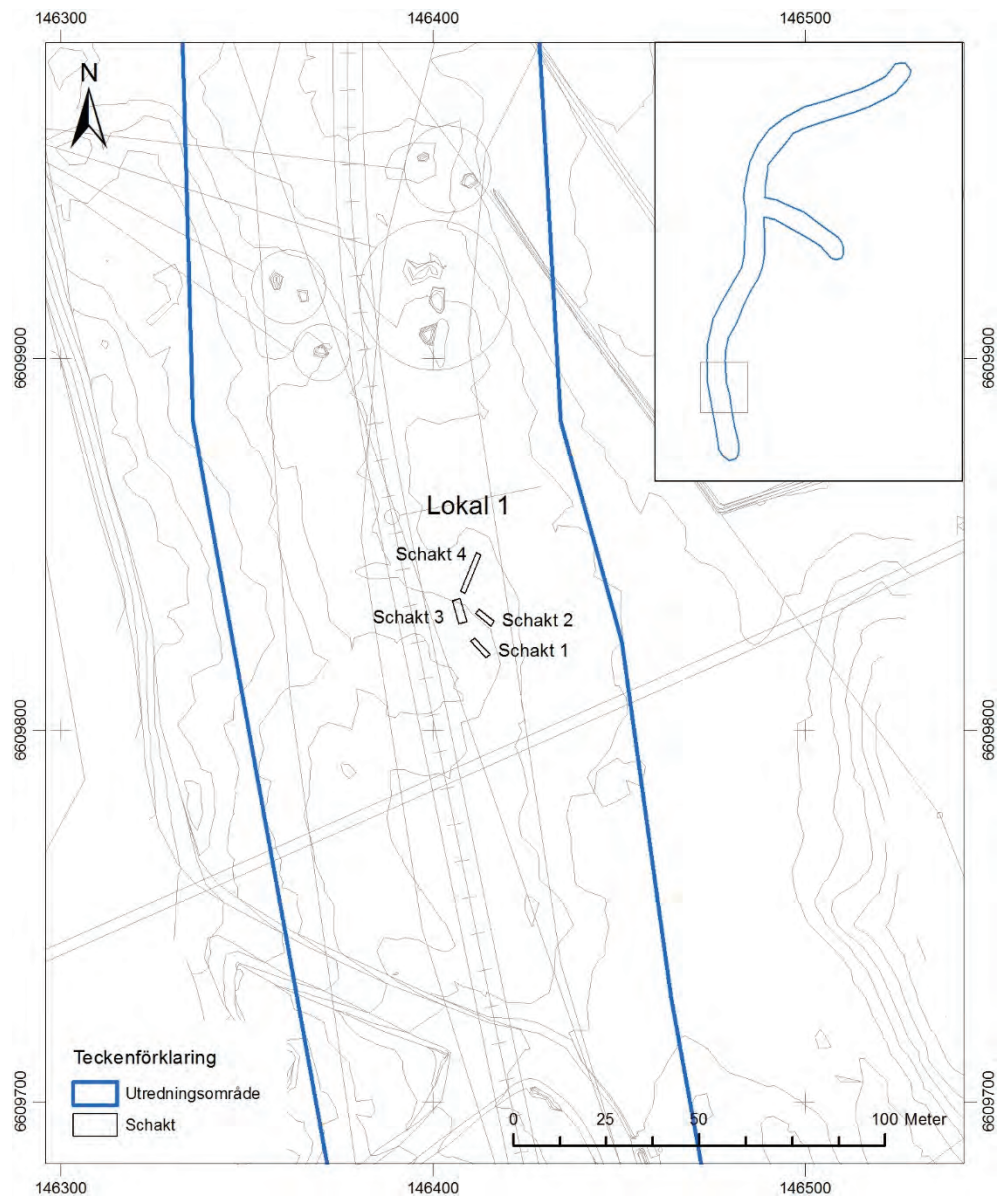 146300 146400 146500
N
6609900 6609900
Lokal 1
Schakt 4
Schakt 3 Schakt 2
Schakt 1
6609800 6609800
Teckenförklaring
Utredningsområde
Schakt
0 25 50 100 Meter
6609700 6609700
146300 146400 146500